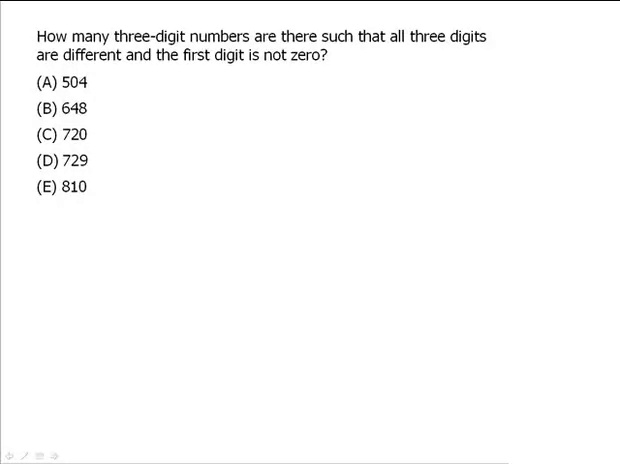 How many three-digit numbers are there such that all three digits
are different and the first digit is not zero?
(A) 504
(B) 648
(C) 720
(D) 729
(E) 810